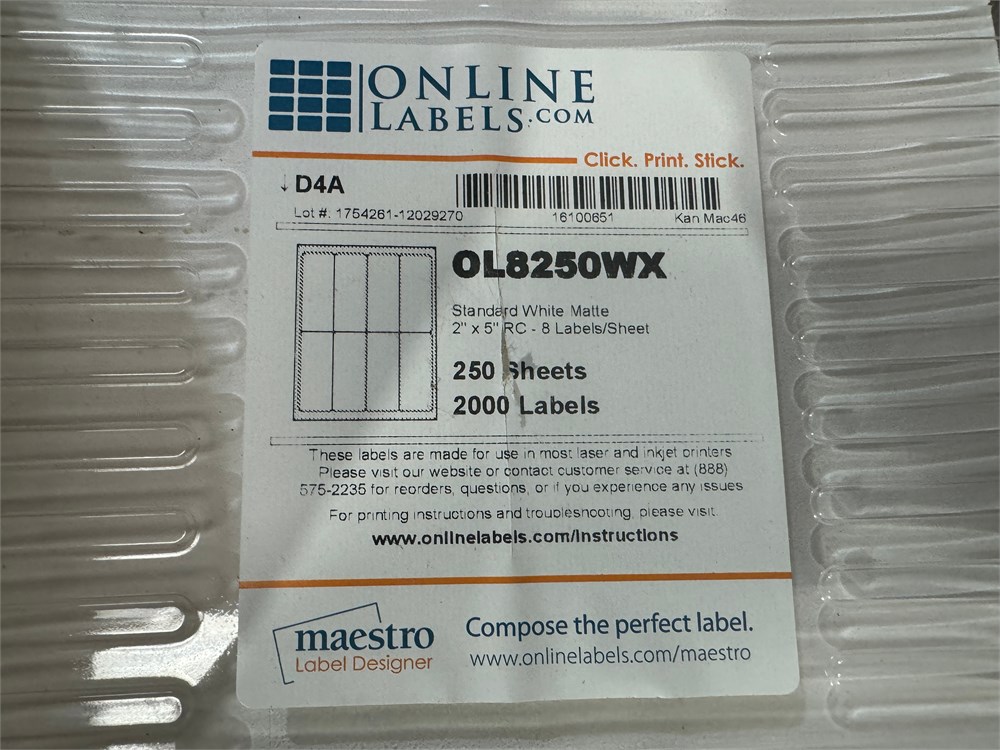 ONLINE
LABELS.COM
Click. Print. Stick.
↓ D4A
Lot #: 1754261-12029270 16100651 Kan Mac46
OL8250WX
Standard White Matte
2" x 5" RC - 8 Labels/Sheet
250 Sheets
2000 Labels
These labels are made for use in most laser and inkjet printers
Please visit our website or contact customer service at (888)
575-2235 for reorders, questions, or if you experience any issues
For printing instructions and troubleshooting, please visit
www.onlinelabels.com/instructions
maestro
Label Designer
Compose the perfect label.
www.onlinelabels.com/maestro